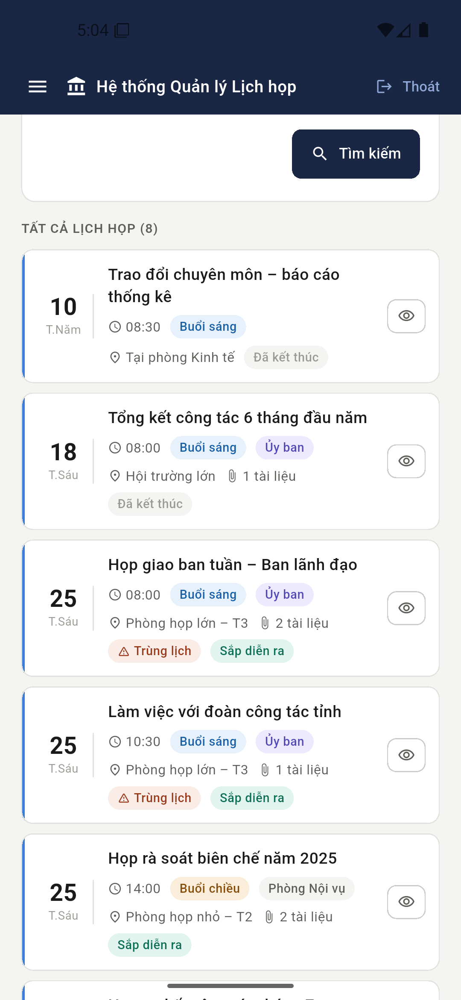 5:04
Hệ thống Quản lý Lịch họp
Thoát
Tìm kiếm
TẤT CẢ LỊCH HỌP (8)
10
T.Năm
Trao đổi chuyên môn – báo cáo
thống kê
08:30 Buổi sáng
Tại phòng Kinh tế Đã kết thúc
18
T.Sáu
Tổng kết công tác 6 tháng đầu năm
08:00 Buổi sáng Ủy ban
Hội trường lớn 1 tài liệu
Đã kết thúc
25
T.Sáu
Họp giao ban tuần – Ban lãnh đạo
08:00 Buổi sáng Ủy ban
Phòng họp lớn – T3 2 tài liệu
Trùng lịch Sắp diễn ra
25
T.Sáu
Làm việc với đoàn công tác tỉnh
10:30 Buổi sáng Ủy ban
Phòng họp lớn – T3 1 tài liệu
Trùng lịch Sắp diễn ra
25
T.Sáu
Họp rà soát biên chế năm 2025
14:00 Buổi chiều Phòng Nội vụ
Phòng họp nhỏ – T2 2 tài liệu
Sắp diễn ra